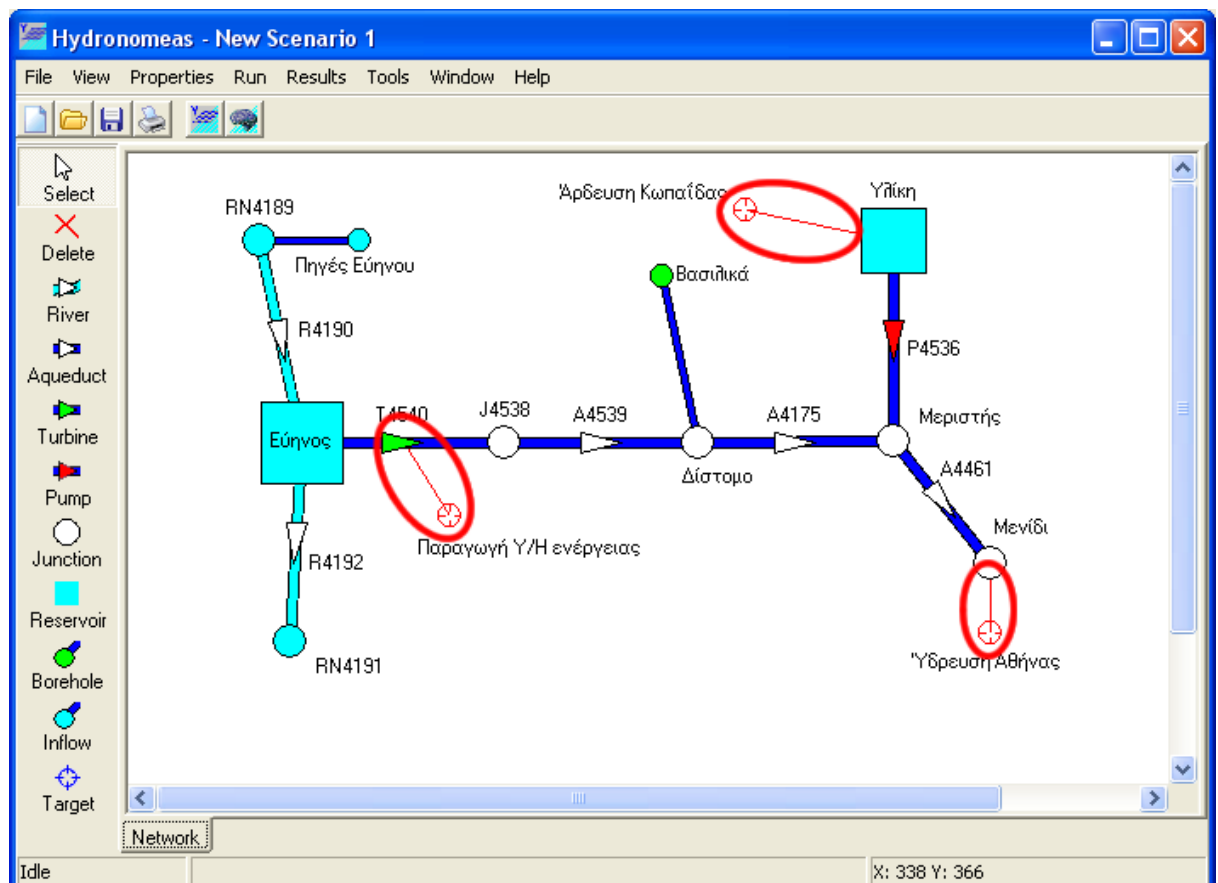 Hydronomeas - New Scenario 1
File View Properties Run Results Tools Window Help
Select
Delete
River
Aqueduct
Turbine
Pump
Junction
Reservoir
Borehole
Inflow
Target
Άρδευση Κωπαΐδας
Υλίκη
RN4189
Πηγές Εύηνου
Βασιλικά
R4190
P4536
T4540
J4538
A4539
A4175
Μεριστής
Εύηνος
Δίστομο
A4461
Μενίδι
Παραγωγή Υ/Η ενέργειας
R4192
RN4191
Ύδρευση Αθήνας
Network
Idle
X: 338 Y: 366